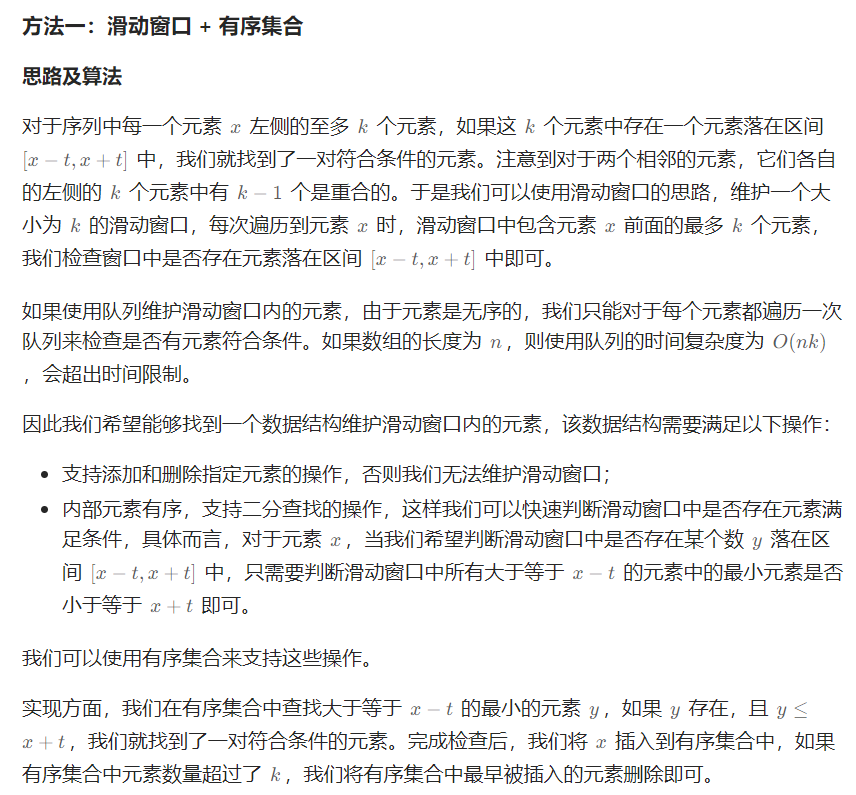 方法一：滑动窗口 + 有序集合
思路及算法
对于序列中每一个元素 x 左侧的至多 k 个元素，如果这 k 个元素中存在一个元素落在区间
[x − t, x + t] 中，我们就找到了一对符合条件的元素。注意到对于两个相邻的元素，它们各自
的左侧的 k 个元素中有 k − 1 个是重合的。于是我们可以使用滑动窗口的思路，维护一个大
小为 k 的滑动窗口，每次遍历到元素 x 时，滑动窗口中包含元素 x 前面的最多 k 个元素，
我们检查窗口中是否存在元素落在区间 [x − t, x + t] 中即可。
如果使用队列维护滑动窗口内的元素，由于元素是无序的，我们只能对于每个元素都遍历一次
队列来检查是否有元素符合条件。如果数组的长度为 n，则使用队列的时间复杂度为 O(nk)
，会超出时间限制。
因此我们希望能够找到一个数据结构维护滑动窗口内的元素，该数据结构需要满足以下操作：
• 支持添加和删除指定元素的操作，否则我们无法维护滑动窗口；
• 内部元素有序，支持二分查找的操作，这样我们可以快速判断滑动窗口中是否存在元素满
足条件，具体而言，对于元素 x，当我们希望判断滑动窗口中是否存在某个数 y 落在区
间 [x − t, x + t] 中，只需要判断滑动窗口中所有大于等于 x − t 的元素中的最小元素是否
小于等于 x + t 即可。
我们可以使用有序集合来支持这些操作。
实现方面，我们在有序集合中查找大于等于 x − t 的最小的元素 y，如果 y 存在，且 y ≤
x + t，我们就找到了一对符合条件的元素。完成检查后，我们将 x 插入到有序集合中，如果
有序集合中元素数量超过了 k，我们将有序集合中最早被插入的元素删除即可。